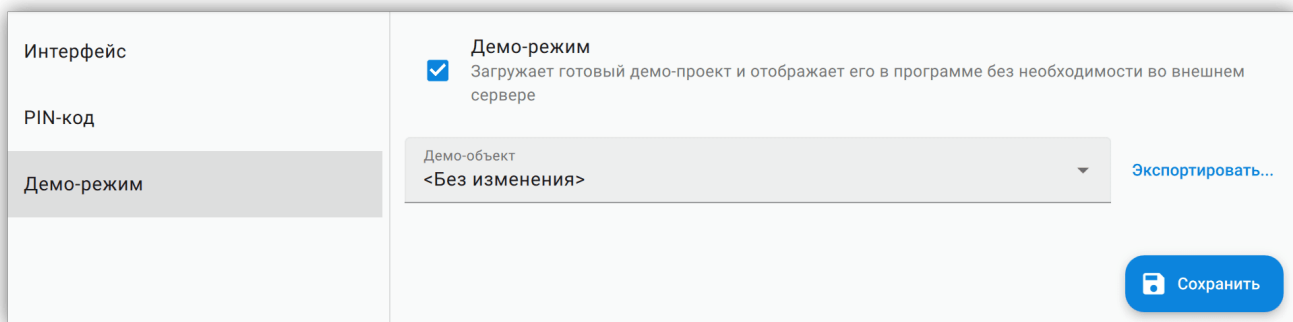 Интерфейс
PIN-код
Демо-режим
Демо-режим
Загружает готовый демо-проект и отображает его в программе без необходимости во внешнем
сервере
Демо-объект
<Без изменения>
Экспортировать...
Сохранить